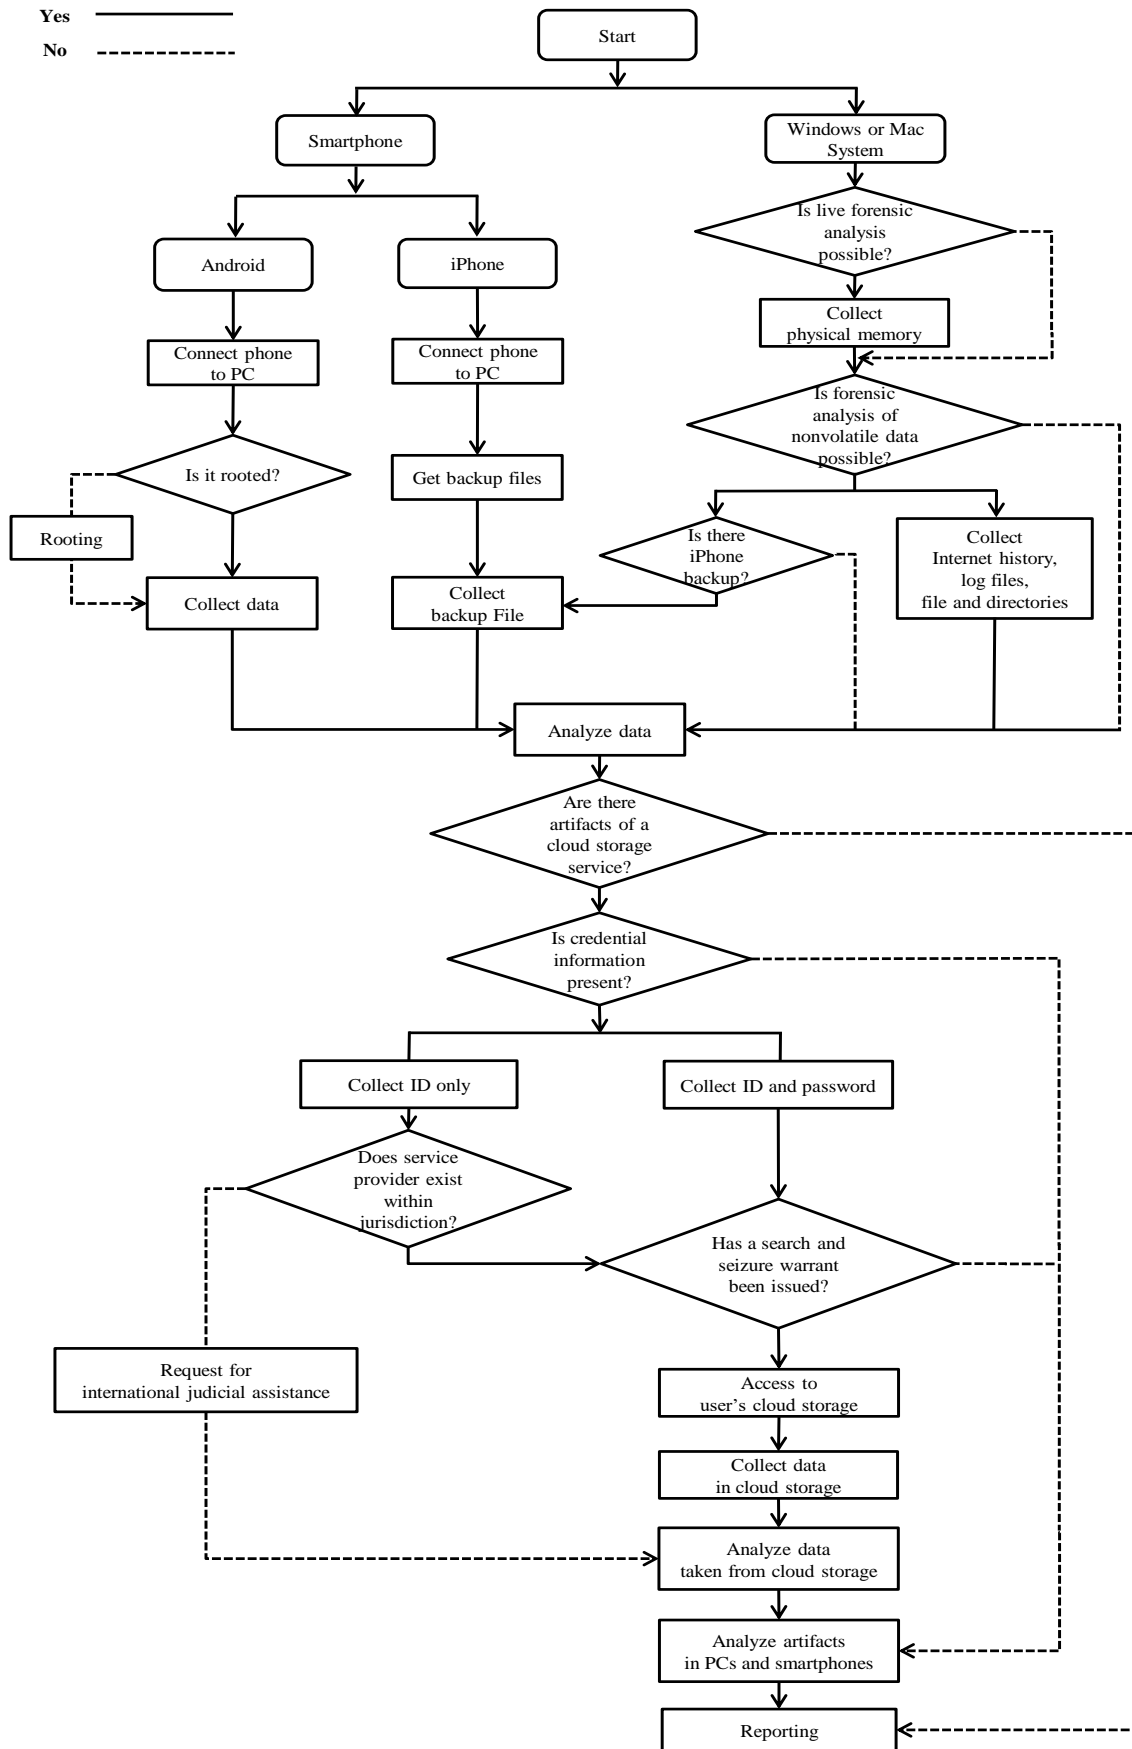 Yes
No
Start
Smartphone
Windows or Mac
System
Is live forensic
analysis
possible?
Android
iPhone
Collect
physical memory
Connect phone
to PC
Connect phone
to PC
Is forensic
analysis of
nonvolatile data
possible?
Is it rooted?
Get backup files
Rooting
Is there
iPhone
backup?
Collect
Internet history,
log files,
file and directories
Collect data
Collect
backup File
Analyze data
Are there
artifacts of a
cloud storage
service?
Is credential
information
present?
Collect ID only
Collect ID and password
Does service
provider exist
within
jurisdiction?
Has a search and
seizure warrant
been issued?
Request for
international judicial assistance
Access to
user’s cloud storage
Collect data
in cloud storage
Analyze data
taken from cloud storage
Analyze artifacts
in PCs and smartphones
Reporting